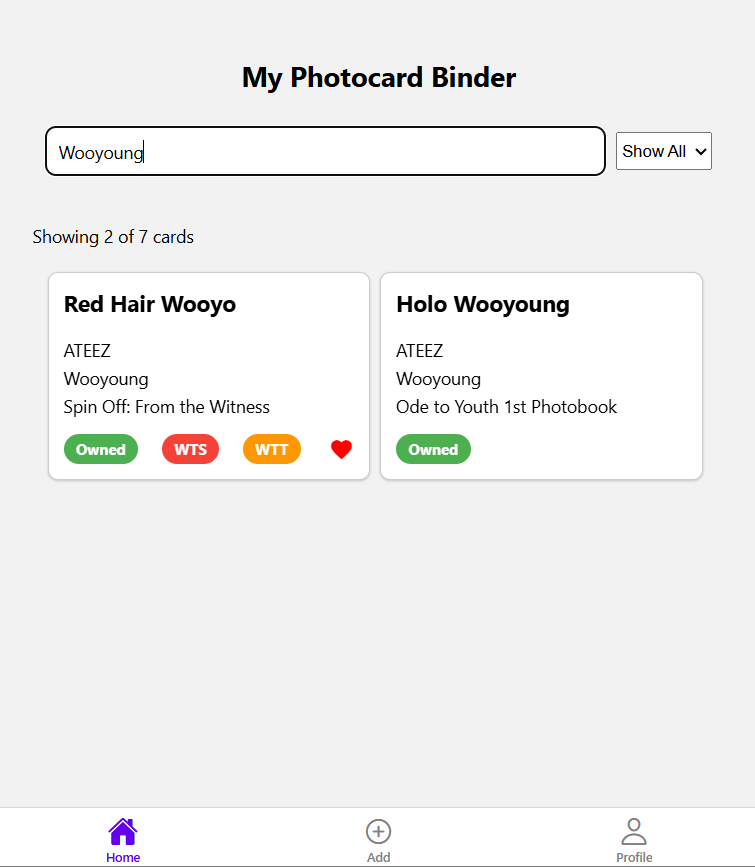 My Photocard Binder
Wooyoung
Show All
Showing 2 of 7 cards
Red Hair Wooyo
ATEEZ
Wooyoung
Spin Off: From the Witness
Owned WTS WTT
Holo Wooyoung
ATEEZ
Wooyoung
Ode to Youth 1st Photobook
Owned
Home
Add
Profile